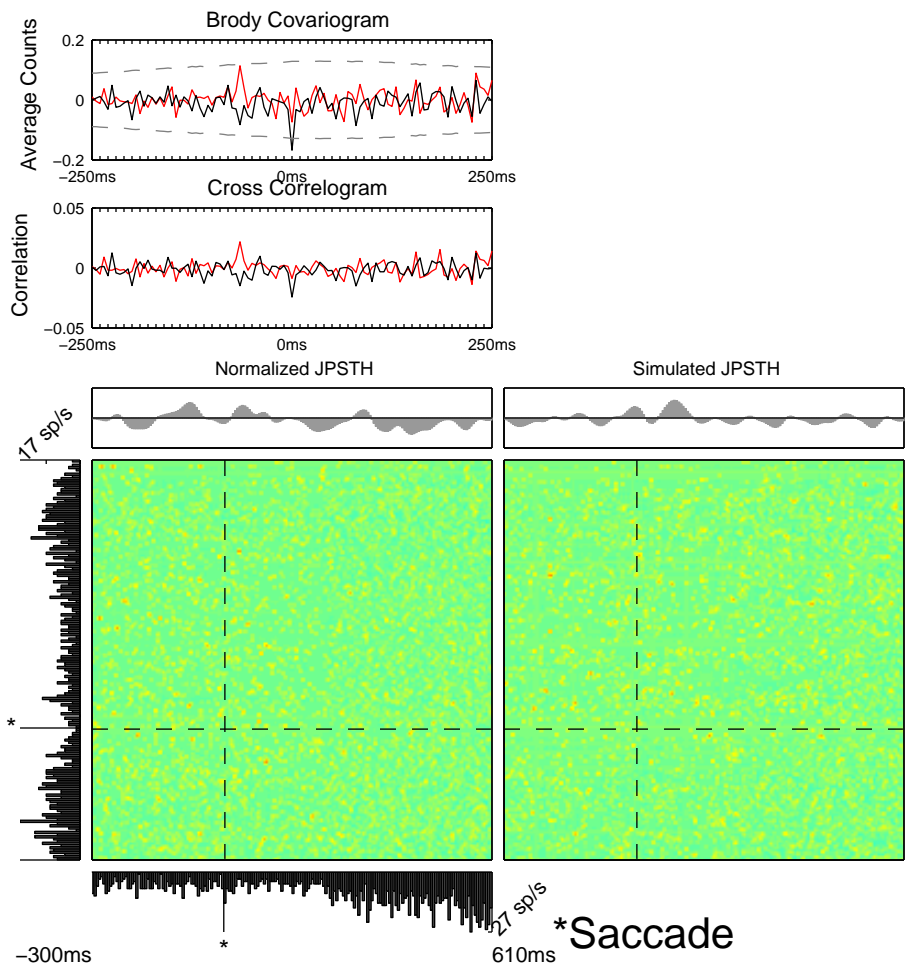 Brody Covariogram
0.2
0
−0.2
Average Counts
−250ms
0ms
250ms
Cross Correlogram
0.05
0
−0.05
Correlation
−250ms
0ms
250ms
Normalized JPSTH
Simulated JPSTH
17 sp/s
*
*
27 sp/s
−300ms
610ms
*Saccade